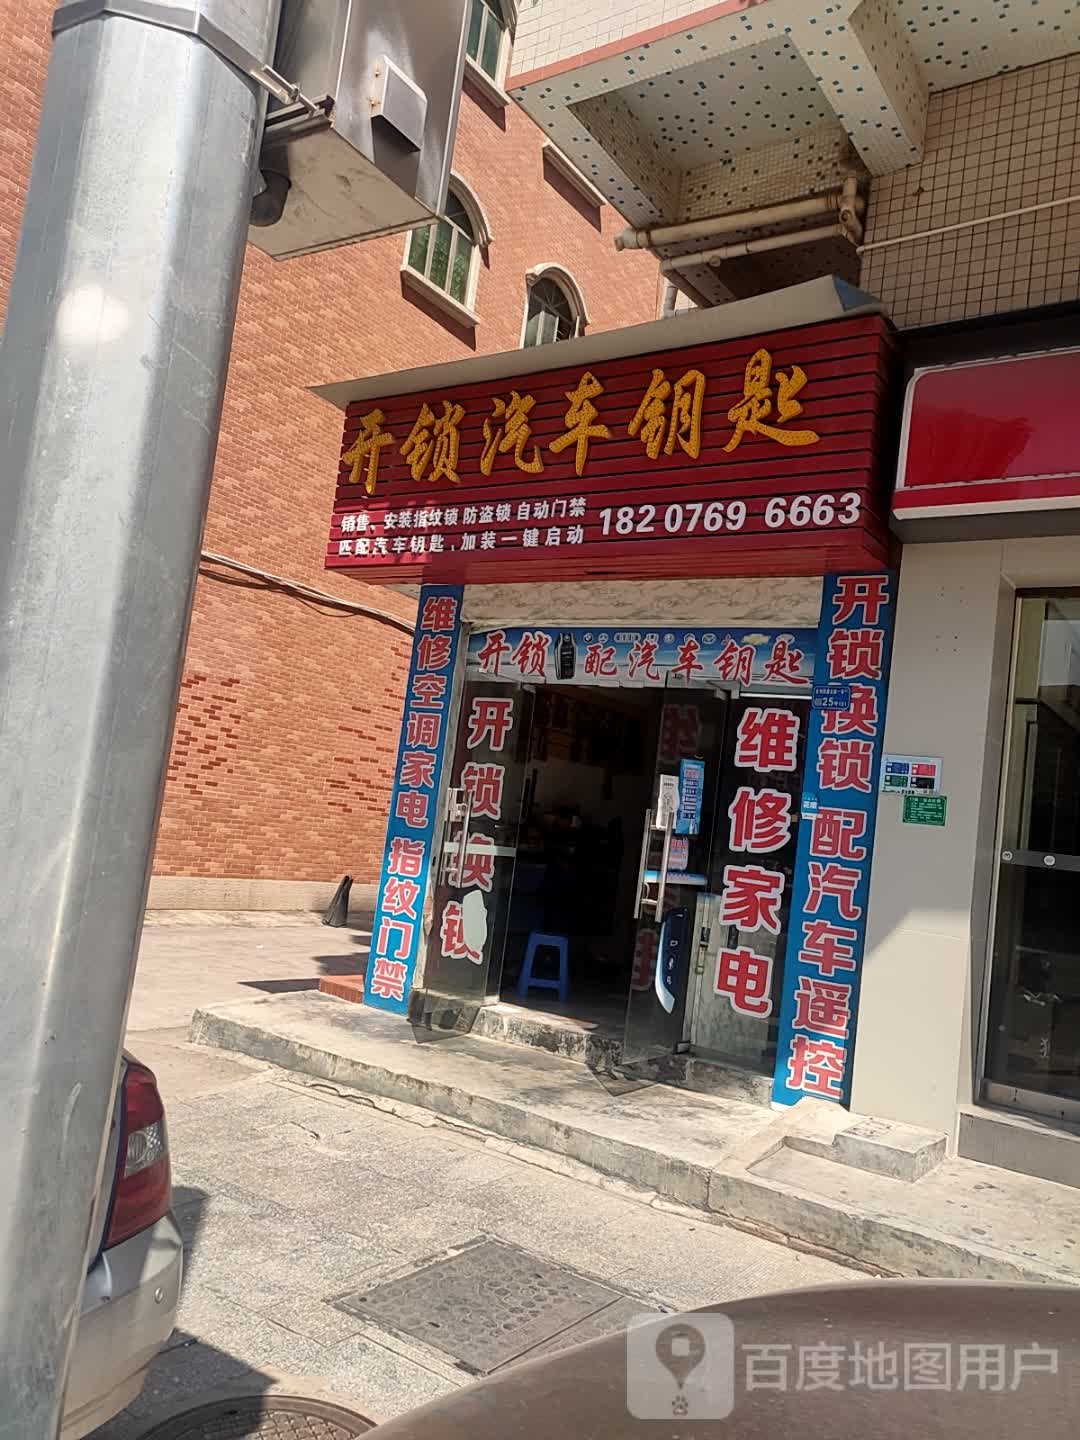 开锁汽车钥匙
销售、安装指纹锁 防盗锁 自动门禁
匹配汽车钥匙，加装一键启动
182 0769 6663
维修空调家电 指纹门禁
开锁 配汽车钥匙
开锁换锁
维修家电
开锁换锁 配汽车遥控
25
百度地图用户